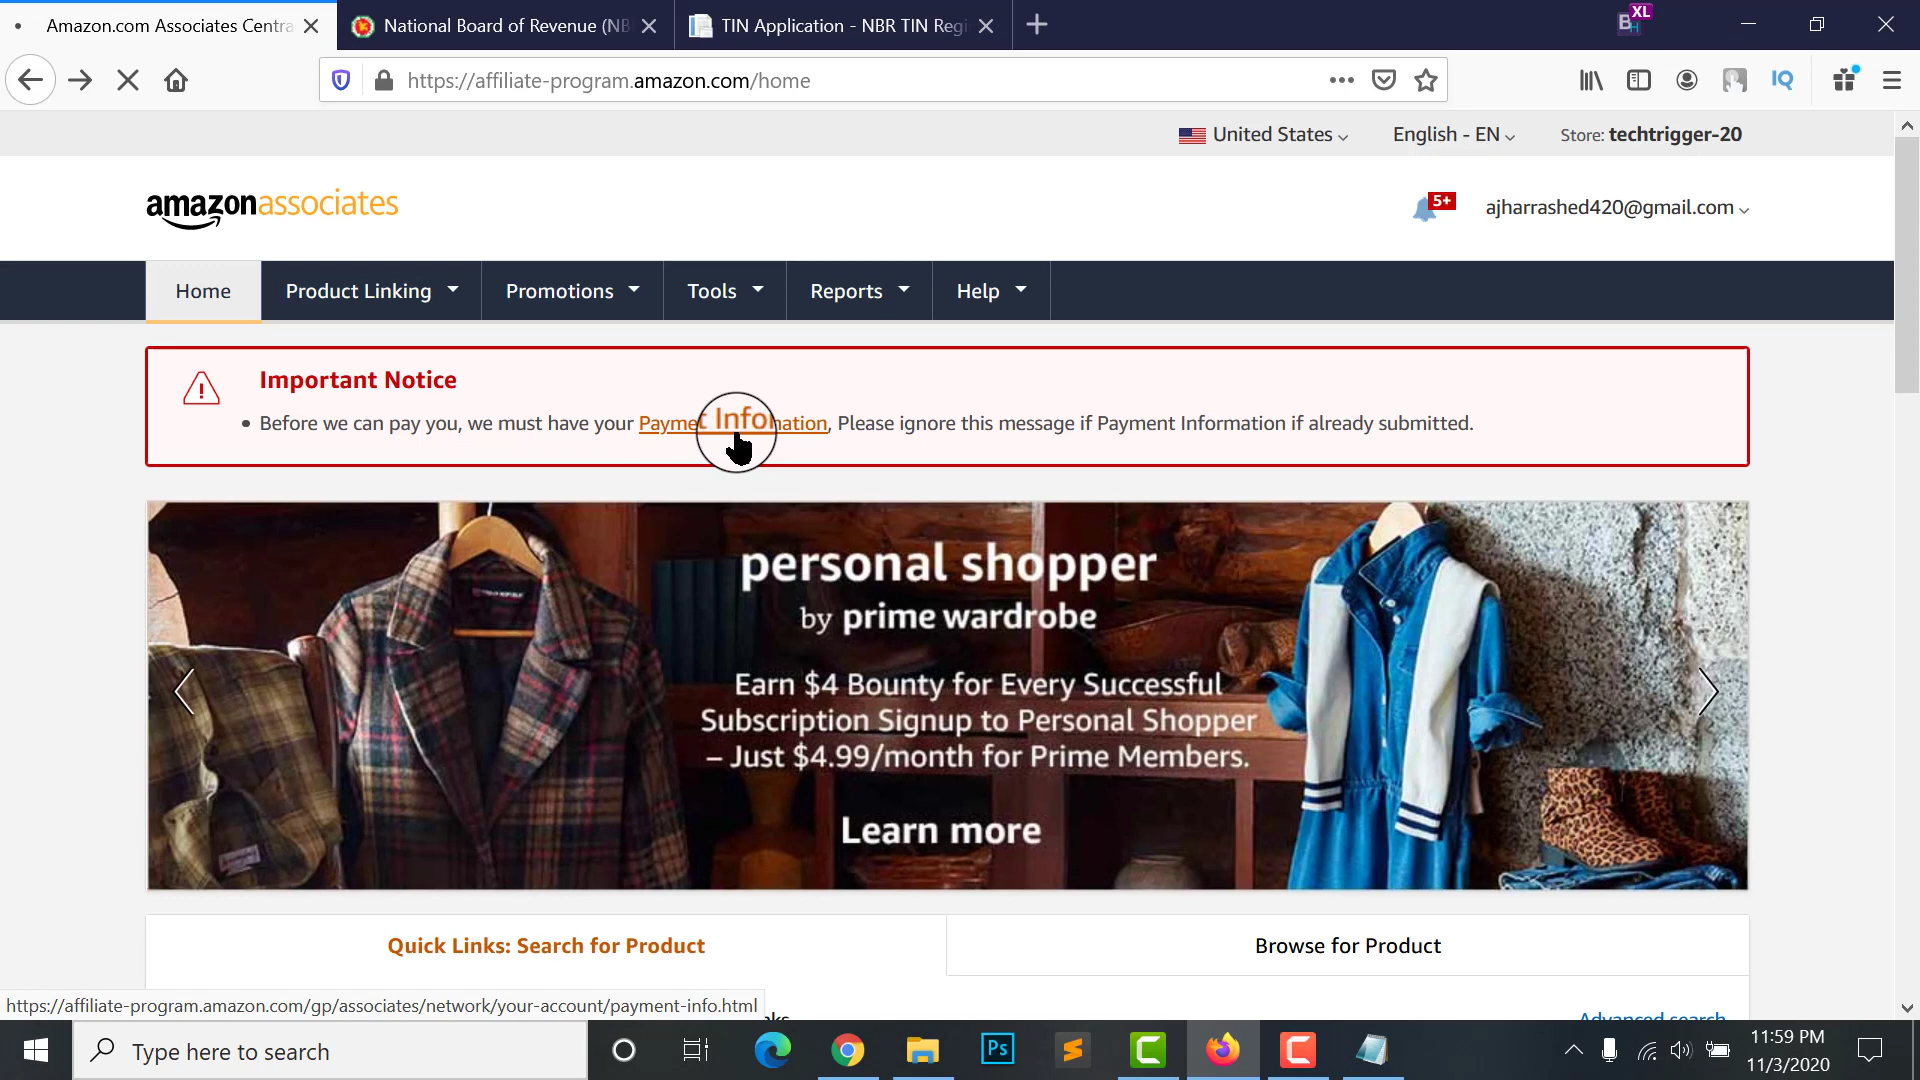 Amazon.com Associates Centra
National Board of Revenue (NB
TIN Application - NBR TIN Regi
XL
https://affiliate-program.amazon.com/home
IQ
United States
English - EN
Store: techtrigger-20
amazonassociates
5+
ajharrashed420@gmail.com
Home
Product Linking
Promotions
Tools
Reports
Help
Important Notice
Before we can pay you, we must have your Payment Information, Please ignore this message if Payment Information if already submitted.
personal shopper
by prime wardrobe
Earn $4 Bounty for Every Successful
Subscription Signup to Personal Shopper
– Just $4.99/month for Prime Members.
Learn more
Quick Links: Search for Product
Browse for Product
Advanced search
https://affiliate-program.amazon.com/gp/associates/network/your-account/payment-info.html
Type here to search
Ps
11:59 PM
11/3/2020